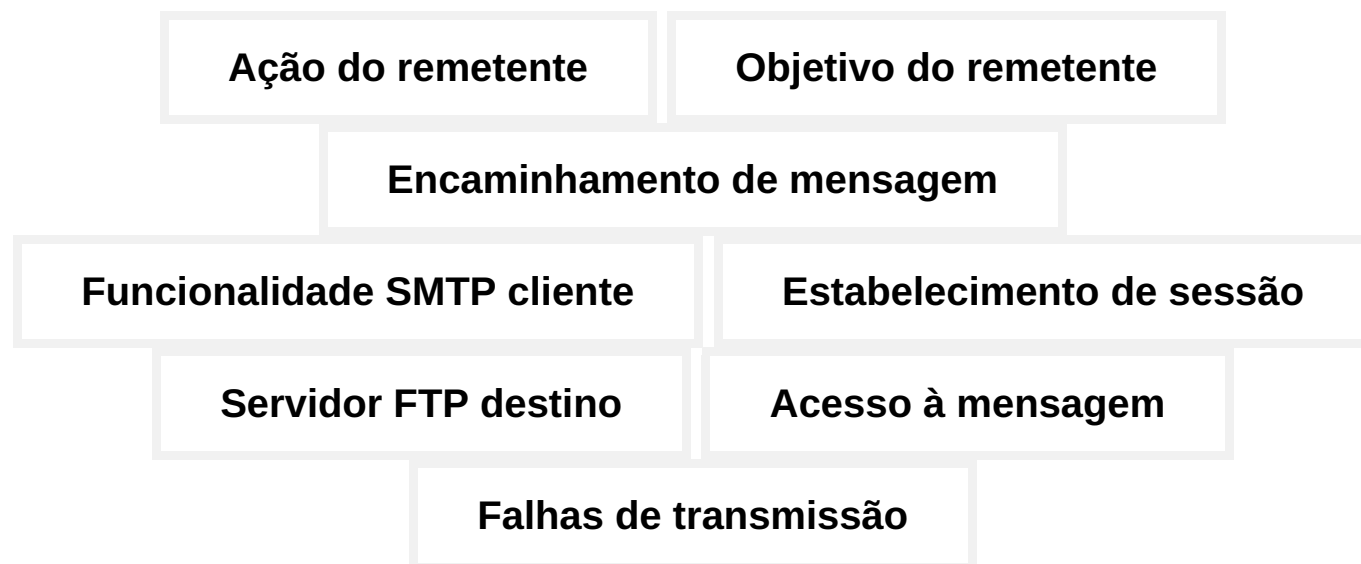 Ação do remetente
Objetivo do remetente
Encaminhamento de mensagem
Funcionalidade SMTP cliente
Estabelecimento de sessão
Servidor FTP destino
Acesso à mensagem
Falhas de transmissão